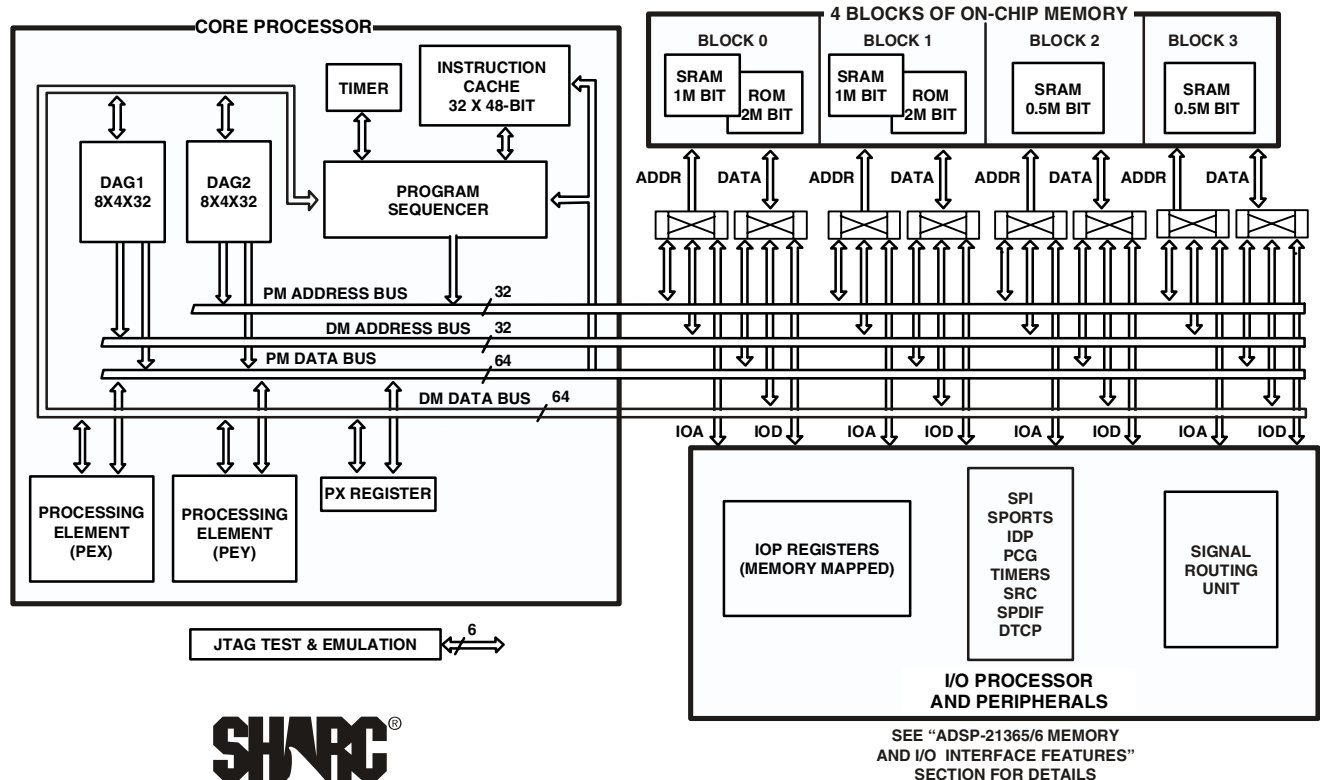 CORE PROCESSOR
TIMER
INSTRUCTION
CACHE
32 X 48-BIT
DAG1
8X4X32
DAG2
8X4X32
PROGRAM
SEQUENCER
PM ADDRESS BUS
32
DM ADDRESS BUS
32
PM DATA BUS
64
DM DATA BUS
64
PROCESSING
ELEMENT
(PEX)
PROCESSING
ELEMENT
(PEY)
PX REGISTER
JTAG TEST & EMULATION
6
SHARC®
4 BLOCKS OF ON-CHIP MEMORY
BLOCK 0
BLOCK 1
BLOCK 2
BLOCK 3
SRAM
1M BIT
ROM
2M BIT
SRAM
1M BIT
ROM
2M BIT
SRAM
0.5M BIT
SRAM
0.5M BIT
ADDR
DATA
ADDR
DATA
ADDR
DATA
ADDR
DATA
IOA
IOD
IOA
IOD
IOA
IOD
IOA
IOD
IOP REGISTERS
(MEMORY MAPPED)
SPI
SPORTS
IDP
PCG
TIMERS
SRC
SPDIF
DTCP
SIGNAL
ROUTING
UNIT
I/O PROCESSOR
AND PERIPHERALS
SEE “ADSP-21365/6 MEMORY
AND I/O INTERFACE FEATURES”
SECTION FOR DETAILS